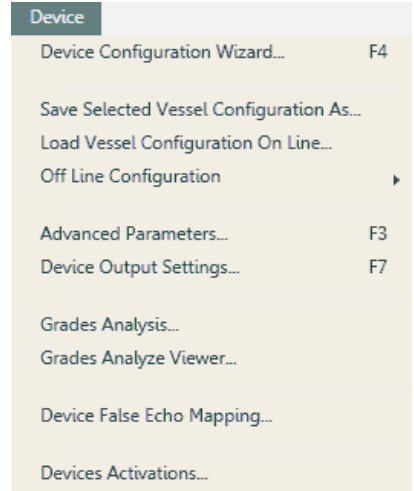 Device
Device Configuration Wizard... F4
Save Selected Vessel Configuration As...
Load Vessel Configuration On Line...
Off Line Configuration
Advanced Parameters... F3
Device Output Settings... F7
Grades Analysis...
Grades Analyze Viewer...
Device False Echo Mapping...
Devices Activations...